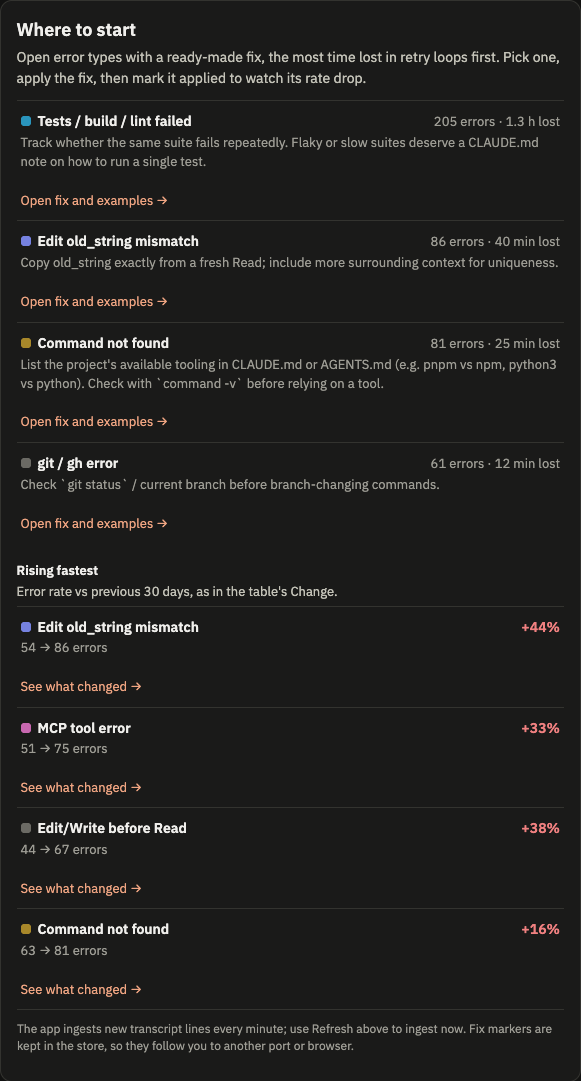 Where to start
Open error types with a ready-made fix, the most time lost in retry loops first. Pick one,
apply the fix, then mark it applied to watch its rate drop.
Tests / build / lint failed 205 errors · 1.3 h lost
Track whether the same suite fails repeatedly. Flaky or slow suites deserve a CLAUDE.md
note on how to run a single test.
Open fix and examples →
Edit old_string mismatch 86 errors · 40 min lost
Copy old_string exactly from a fresh Read; include more surrounding context for uniqueness.
Open fix and examples →
Command not found 81 errors · 25 min lost
List the project's available tooling in CLAUDE.md or AGENTS.md (e.g. pnpm vs npm, python3
vs python). Check with `command -v` before relying on a tool.
Open fix and examples →
git / gh error 61 errors · 12 min lost
Check `git status` / current branch before branch-changing commands.
Open fix and examples →
Rising fastest
Error rate vs previous 30 days, as in the table's Change.
Edit old_string mismatch +44%
54 → 86 errors
See what changed →
MCP tool error +33%
51 → 75 errors
See what changed →
Edit/Write before Read +38%
44 → 67 errors
See what changed →
Command not found +16%
63 → 81 errors
See what changed →
The app ingests new transcript lines every minute; use Refresh above to ingest now. Fix markers are
kept in the store, so they follow you to another port or browser.